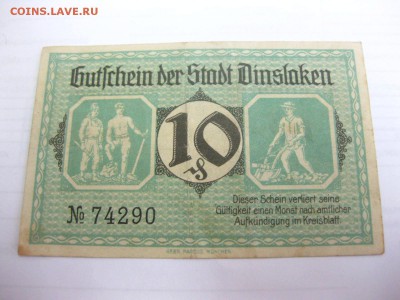 COINS.LAVE.RU
Gutschein der Stadt Dinslaken
10
₰
№ 74290
Dieser Schein verliert seine
Gültigkeit einen Monat nach amtlicher
Aufkündigung im Kreisblatt